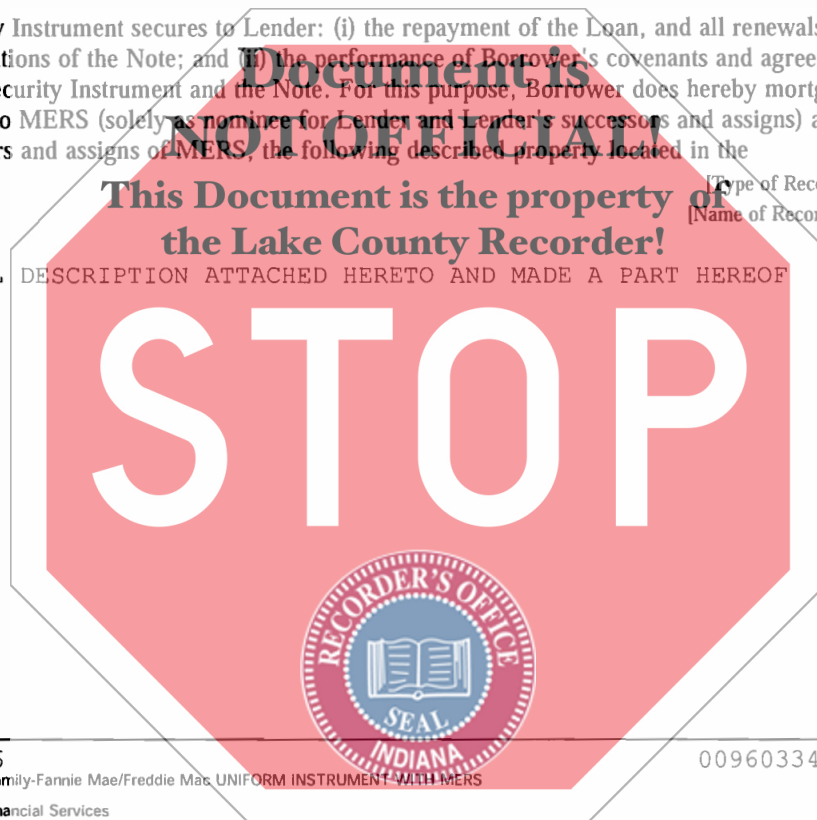 y Instrument secures to Lender: (i) the repayment of the Loan, and all renewals
tions of the Note; and (ii) the performance of Borrower's covenants and agree
ecurity Instrument and the Note. For this purpose, Borrower does hereby mortg
o MERS (solely as nominee for Lender and Lender's successors and assigns) a
rs and assigns of MERS, the following described property located in the
Document is
NOT OFFICIAL!
This Document is the property of
the Lake County Recorder!
[Type of Reco
[Name of Recor
DESCRIPTION ATTACHED HERETO AND MADE A PART HEREOF
STOP
RECORDER'S OFFICE
SEAL
INDIANA
00960334
mily-Fannie Mae/Freddie Mac UNIFORM INSTRUMENT WITH MERS
nancial Services